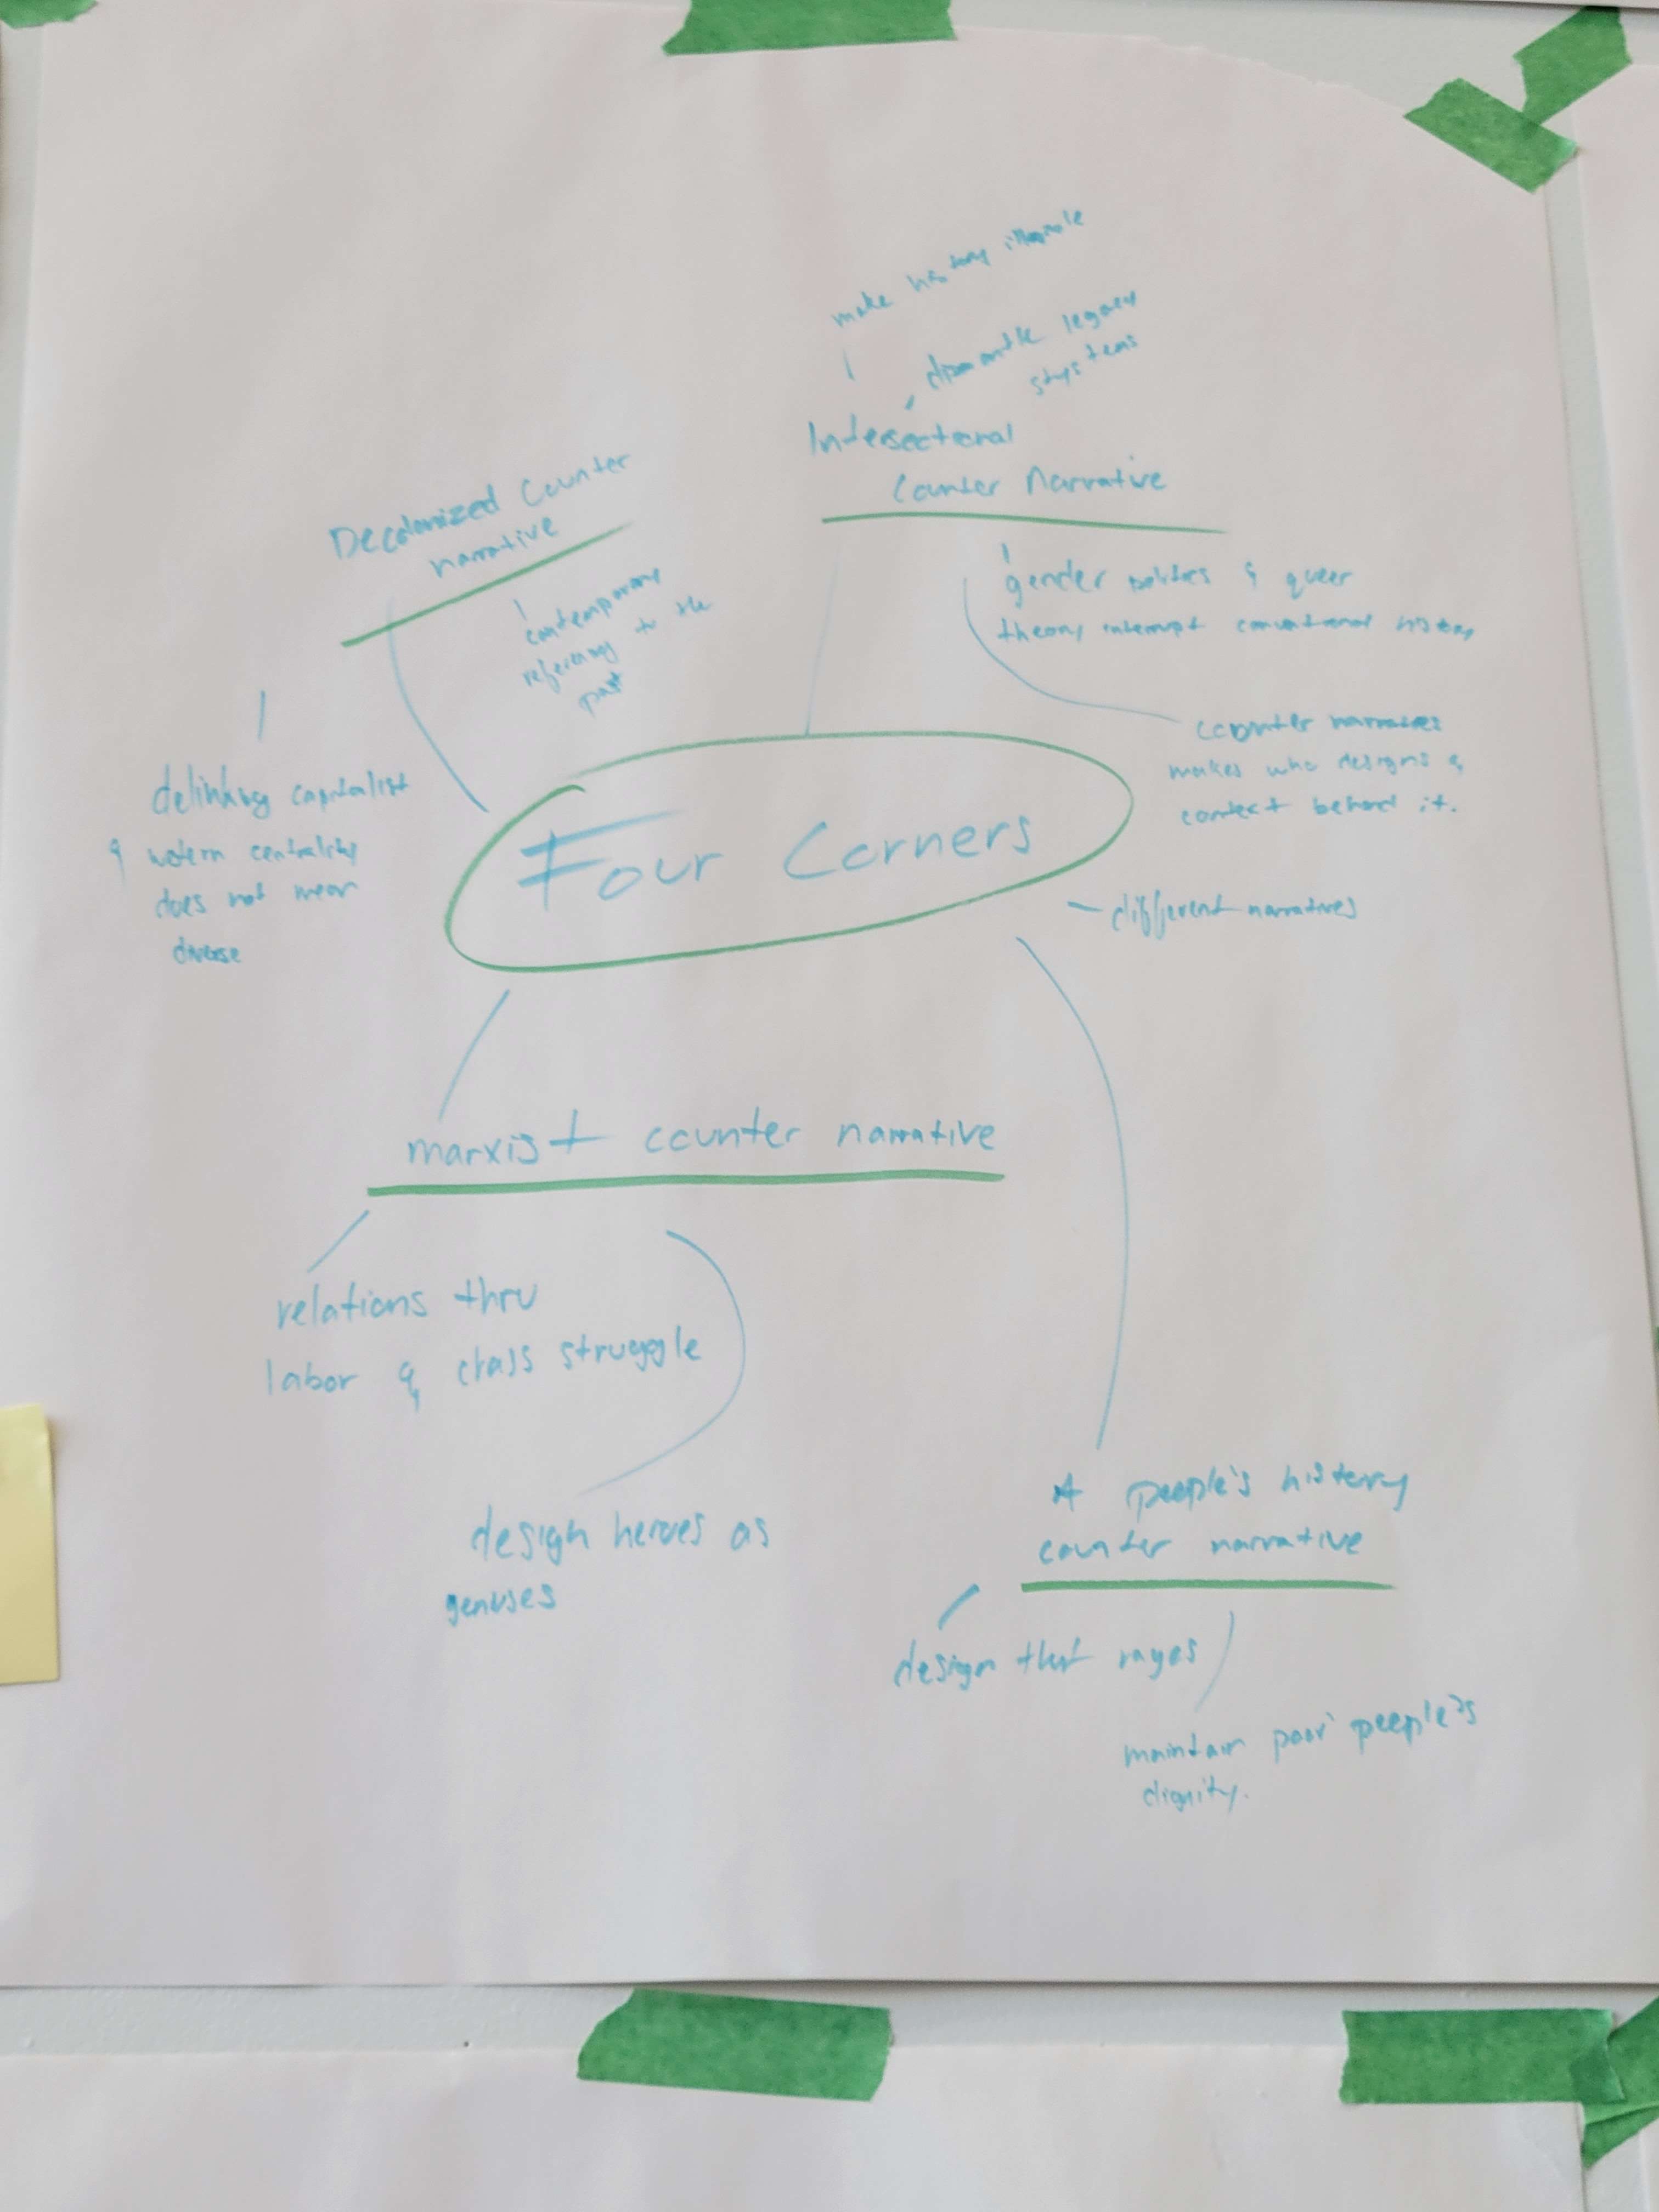 make history illegible
dismantle legacy
systems
Intersectional
Counter Narrative
Decolonized Counter
narrative
contemporary
referring to the
past
gender politics & queer
theory interrupt conventional history
counter narratives
makes who designs &
context behind it.
delinking capitalist
& western centrality
does not mean
diverse
Four Corners
- different narratives
marxist counter narrative
relations thru
labor & class struggle
design heroes as
genuses
A people's history
counter narrative
design that rages
maintain poor people's
dignity.